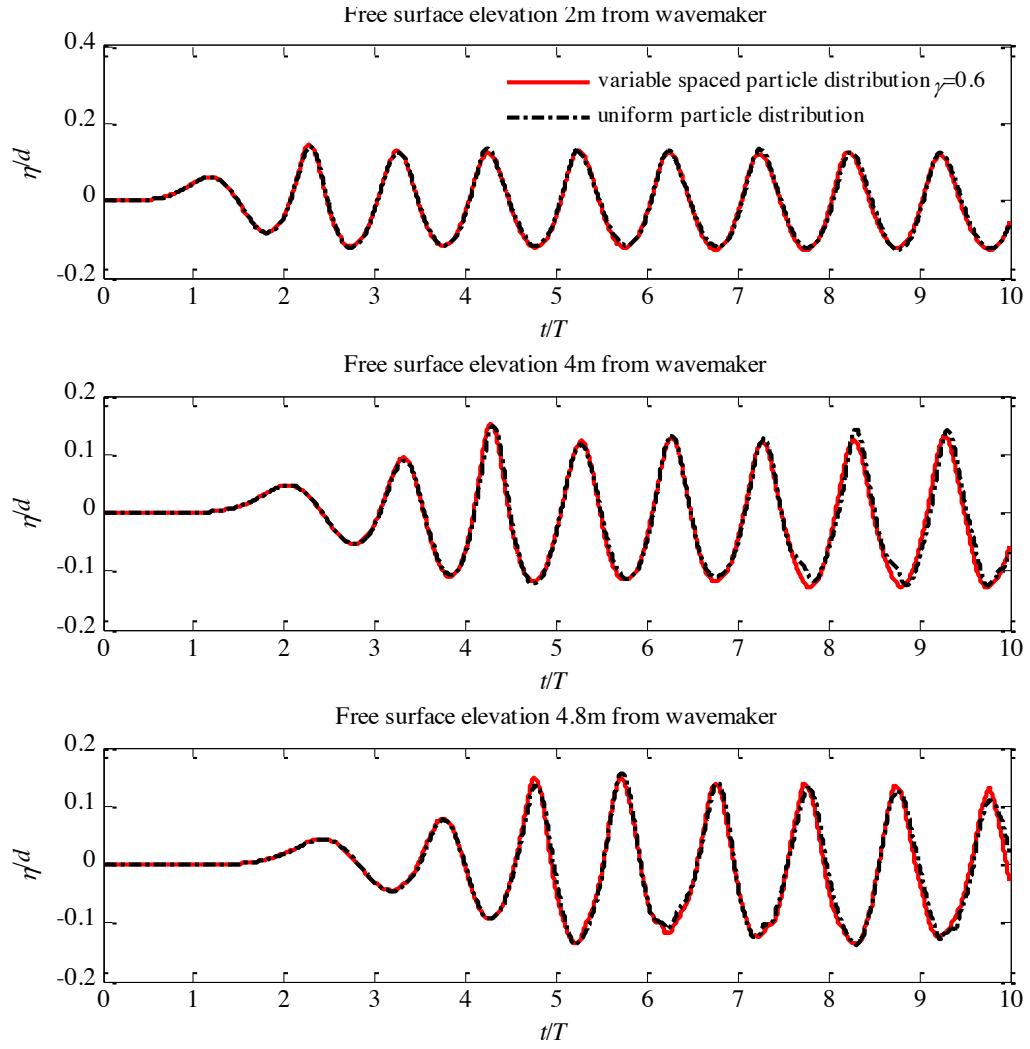 Free surface elevation 2m from wavemaker
0.4
0.2
0
-0.2
η/d
variable spaced particle distribution γ=0.6
uniform particle distribution
0 1 2 3 4 5 6 7 8 9 10
t/T
Free surface elevation 4m from wavemaker
0.2
0.1
0
-0.1
-0.2
η/d
0 1 2 3 4 5 6 7 8 9 10
t/T
Free surface elevation 4.8m from wavemaker
0.2
0.1
0
-0.1
-0.2
η/d
0 1 2 3 4 5 6 7 8 9 10
t/T